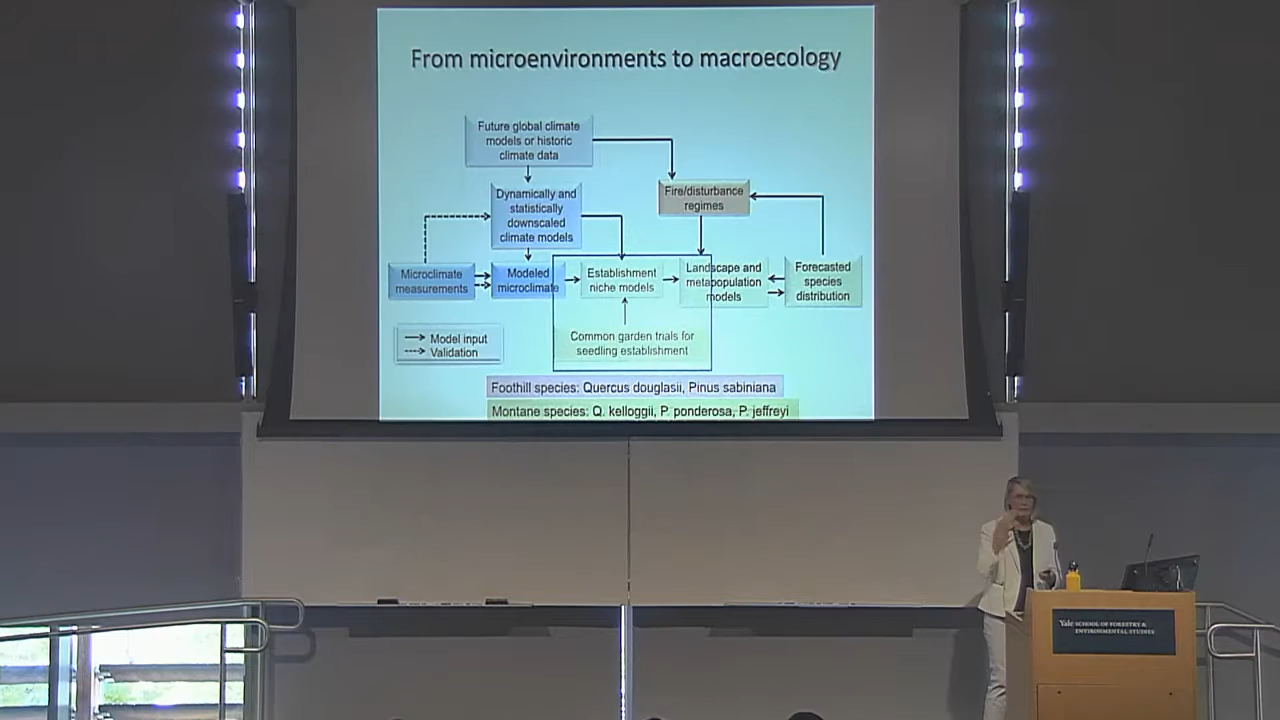 From microenvironments to macroecology
Future global climate
models or historic
climate data
Dynamically and
statistically
downscaled
climate models
Fire/disturbance
regimes
Microclimate
measurements
Modeled
microclimate
Establishment
niche models
Landscape and
metapopulation
models
Forecasted
species
distribution
Common garden trials for
seedling establishment
Model input
Validation
Foothill species: Quercus douglasii, Pinus sabiniana
Montane species: Q. kelloggii, P. ponderosa, P. jeffreyi
Yale SCHOOL OF FORESTRY &
ENVIRONMENTAL STUDIES